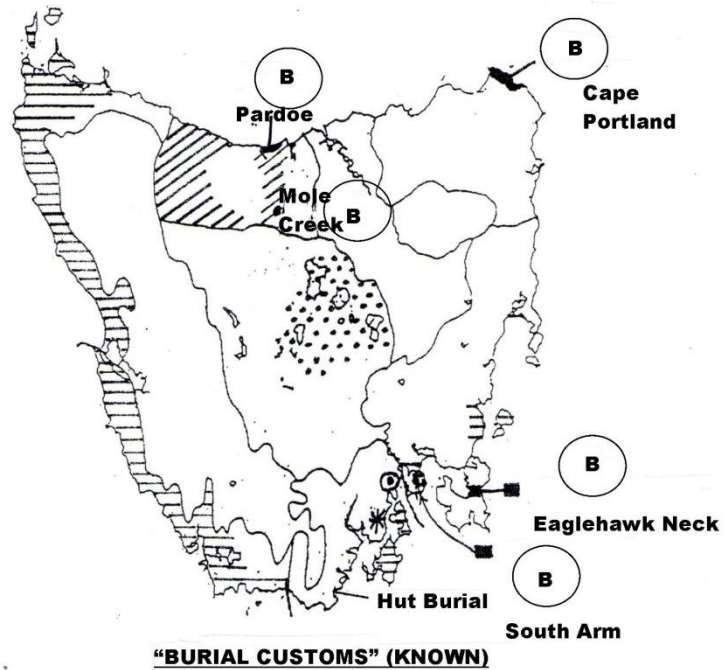 B
B
Pardoe
Cape
Portland
Mole
Creek
B
B
Eaglehawk Neck
B
Hut Burial
South Arm
"BURIAL CUSTOMS" (KNOWN)